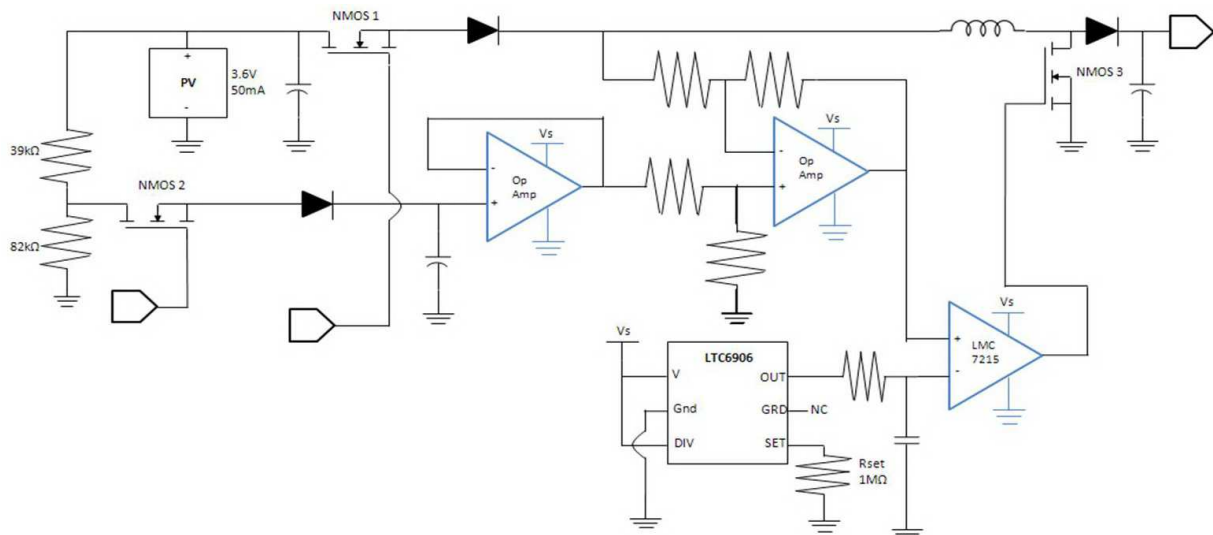 NMOS 1
PV
+
-
3.6V
50mA
NMOS 3
39kΩ
NMOS 2
82kΩ
Vs
-
+
Op
Amp
Vs
-
+
Op
Amp
Vs
+
-
LMC
7215
Vs
LTC6906
V
OUT
Gnd
GRD
NC
DIV
SET
Rset
1MΩ